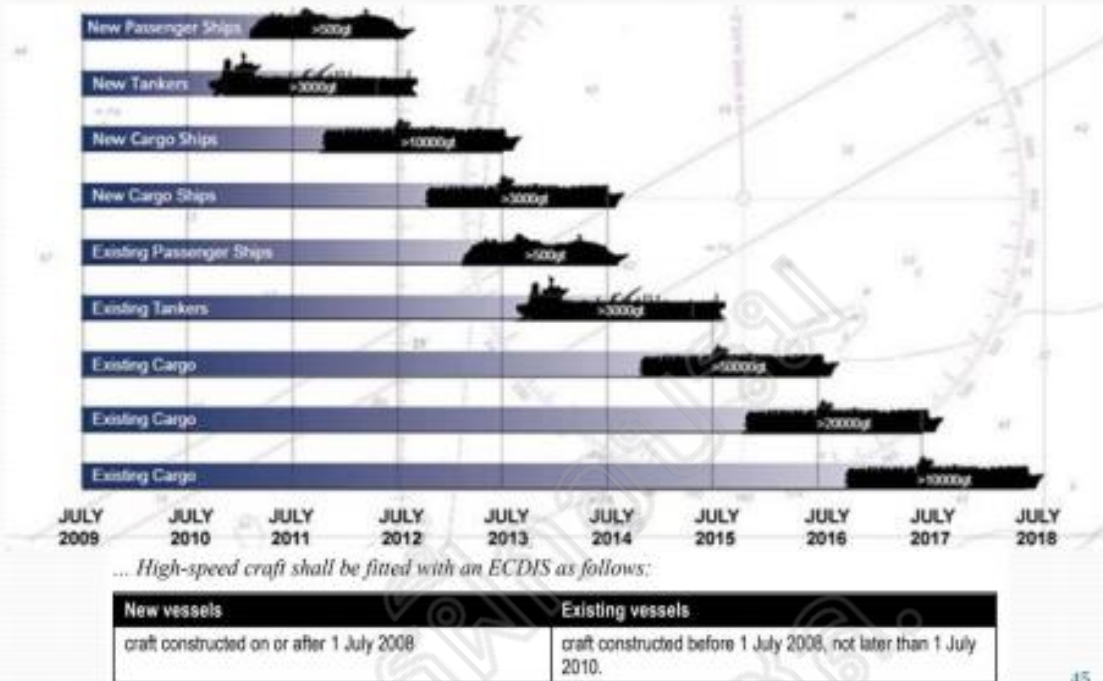 New Passenger Ships >500gt
New Tankers >3000gt
New Cargo Ships >10000gt
New Cargo Ships >3000gt
Existing Passenger Ships >500gt
Existing Tankers >3000gt
Existing Cargo >50000gt
Existing Cargo >20000gt
Existing Cargo >10000gt
JULY JULY JULY JULY JULY JULY JULY JULY JULY JULY
2009 2010 2011 2012 2013 2014 2015 2016 2017 2018
... High-speed craft shall be fitted with an ECDIS as follows:
New vessels Existing vessels
craft constructed on or after 1 July 2008 craft constructed before 1 July 2008, not later than 1 July
2010.
45